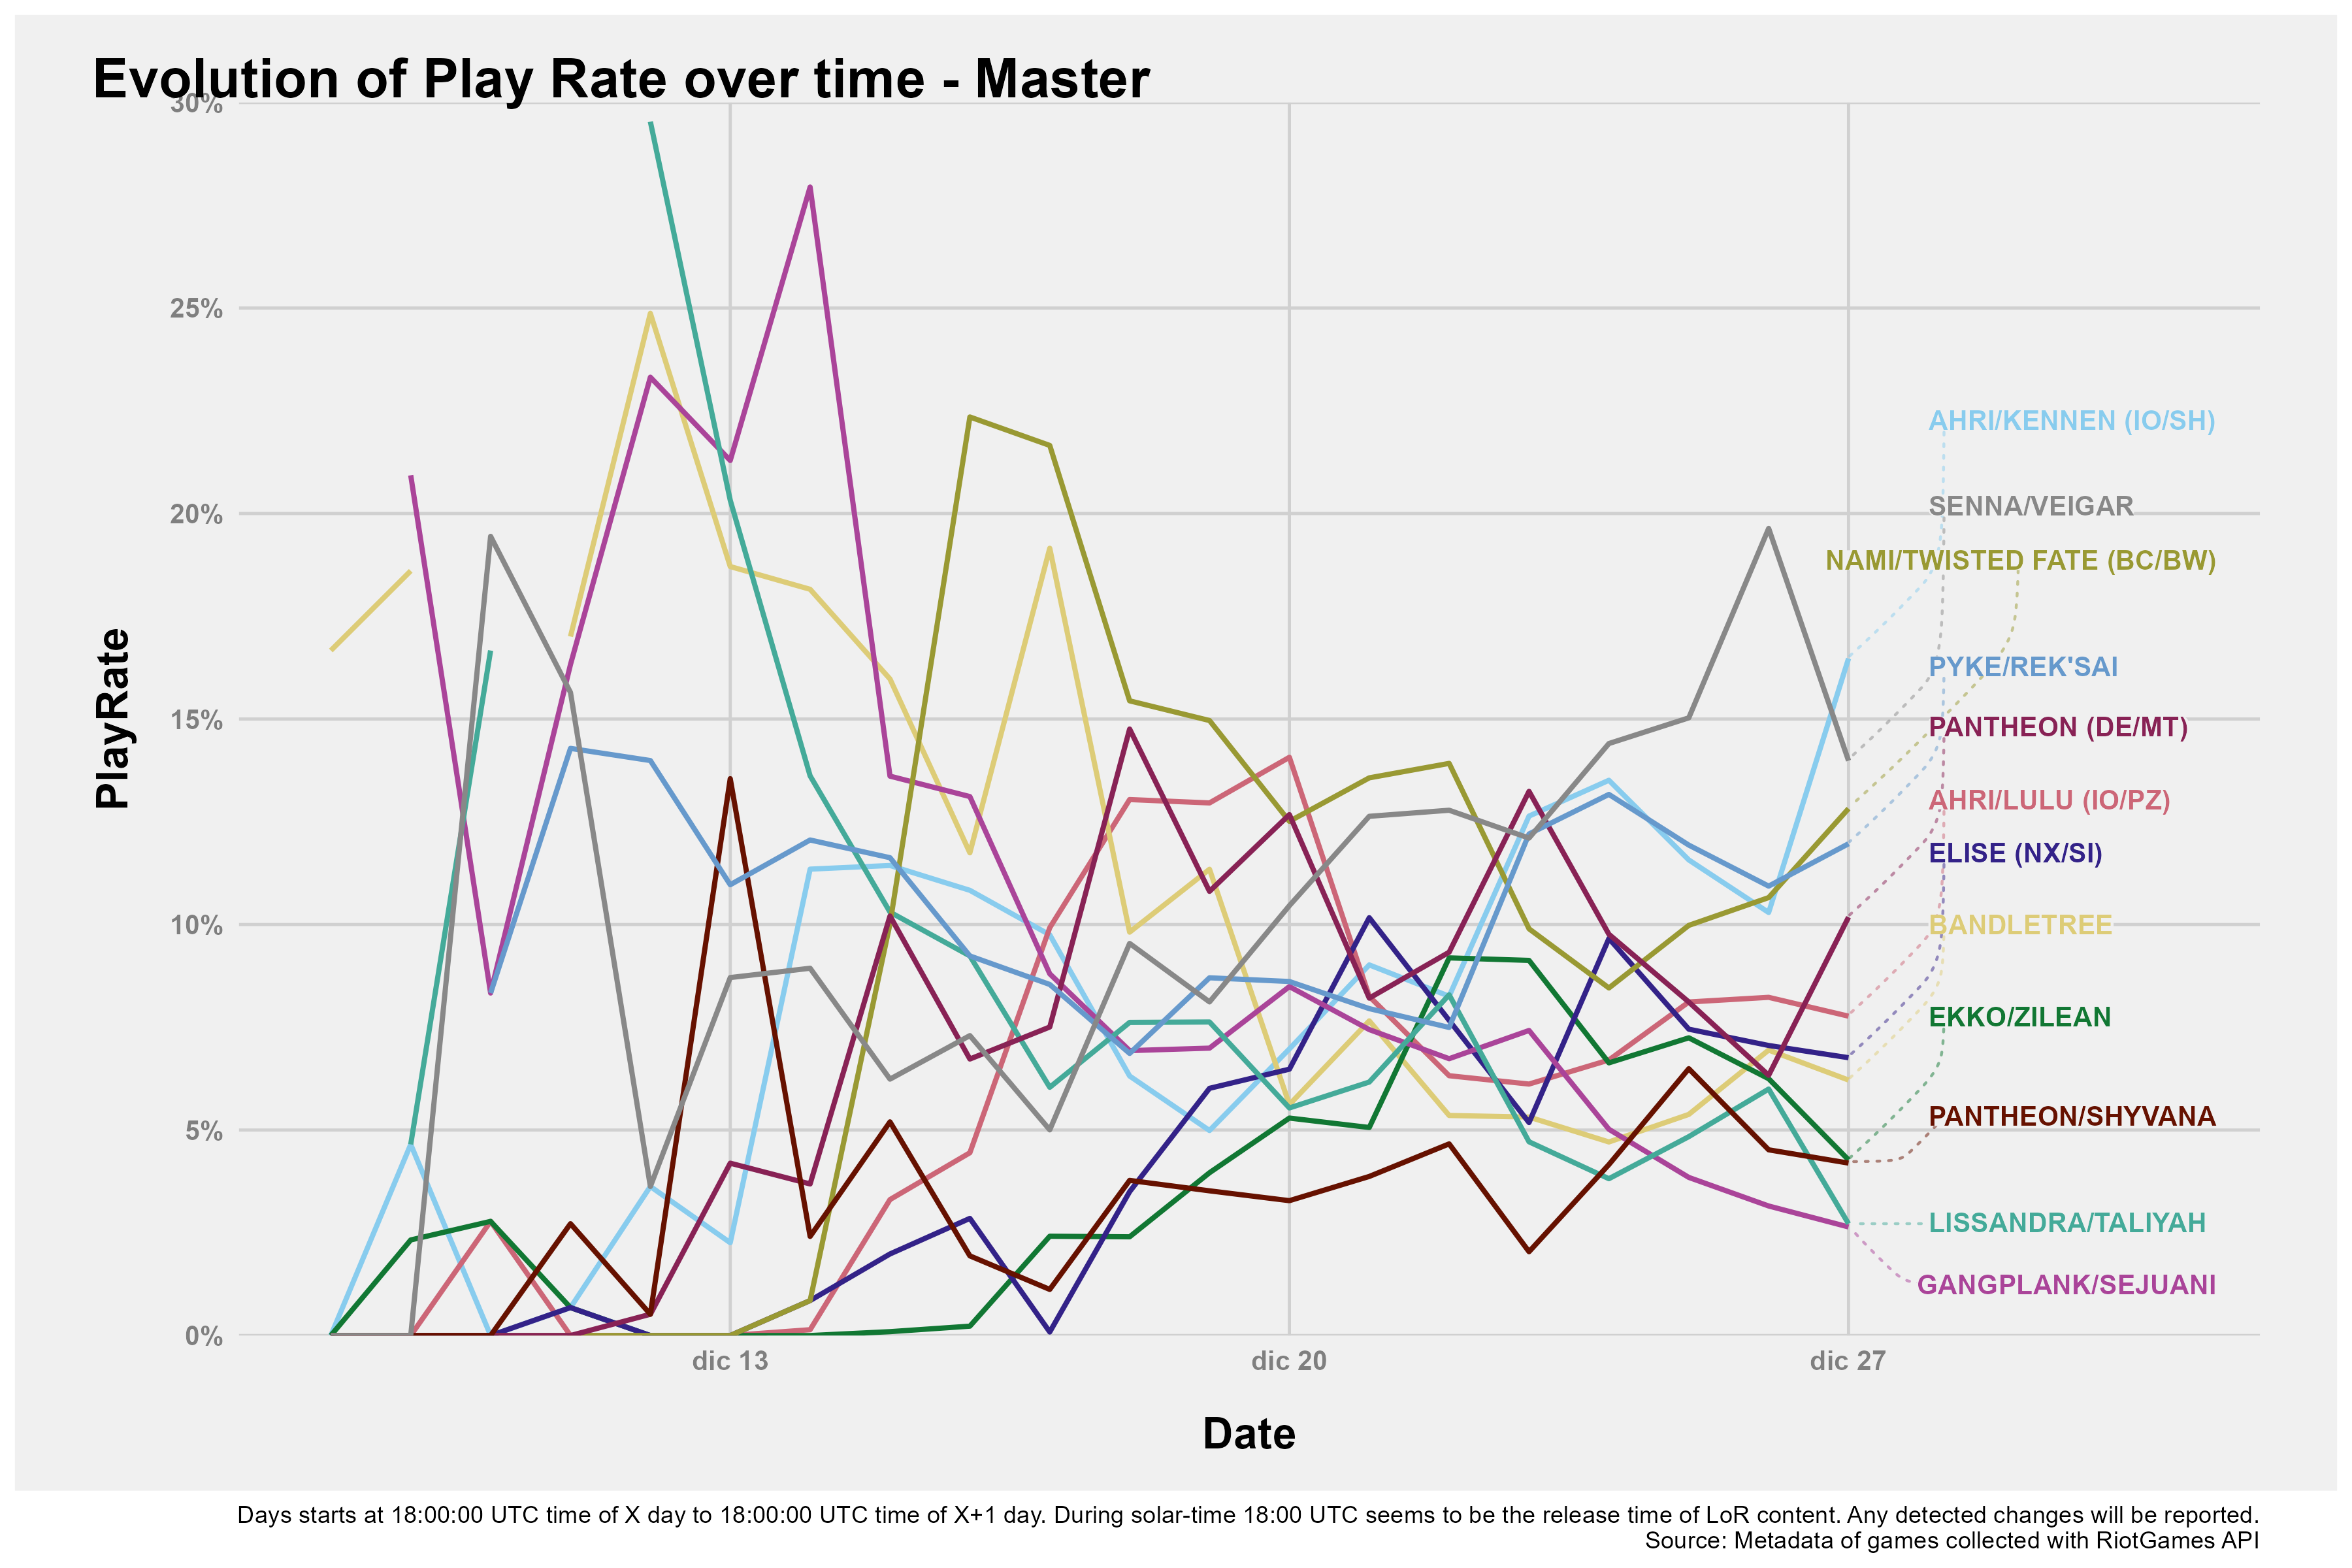 Evolution of Play Rate over time - Master
30%
25%
20%
15%
10%
5%
0%
PlayRate
AHRI/KENNEN (IO/SH)
SENNA/VEIGAR
NAMI/TWISTED FATE (BC/BW)
PYKE/REK'SAI
PANTHEON (DE/MT)
AHRI/LULU (IO/PZ)
ELISE (NX/SI)
BANDLETREE
EKKO/ZILEAN
PANTHEON/SHYVANA
LISSANDRA/TALIYAH
GANGPLANK/SEJUANI
dic 13
dic 20
dic 27
Date
Days starts at 18:00:00 UTC time of X day to 18:00:00 UTC time of X+1 day. During solar-time 18:00 UTC seems to be the release time of LoR content. Any detected changes will be reported.
Source: Metadata of games collected with RiotGames API